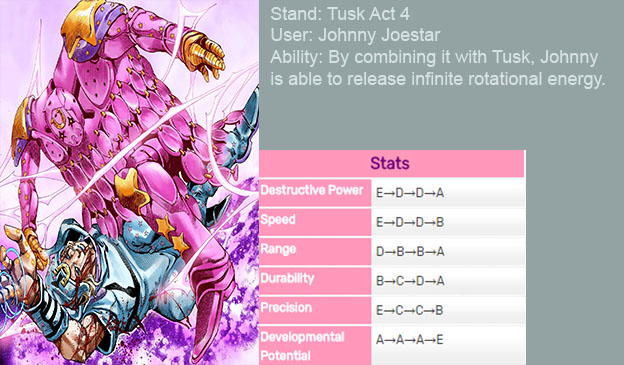 Stand: Tusk Act 4
User: Johnny Joestar
Ability: By combining it with Tusk, Johnny
is able to release infinite rotational energy.
Stats
Destructive Power E→D→D→A
Speed E→D→D→B
Range D→B→B→A
Durability B→C→D→A
Precision E→C→C→B
Developmental A→A→A→E
Potential